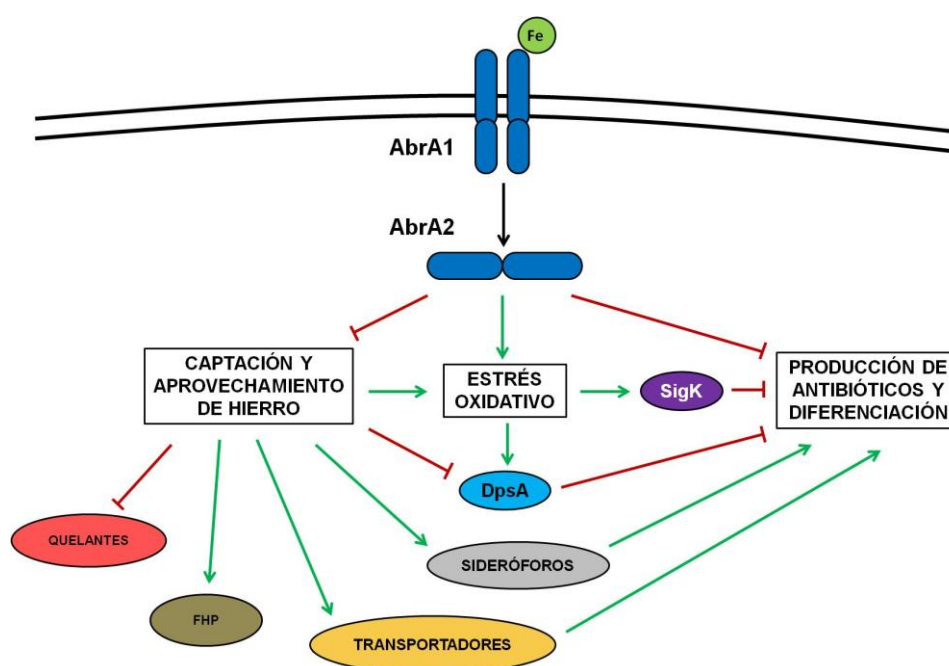 Fe
AbrA1
AbrA2
CAPTACIÓN Y
APROVECHAMIENTO
DE HIERRO
ESTRÉS
OXIDATIVO
SigK
PRODUCCIÓN DE
ANTIBIÓTICOS Y
DIFERENCIACIÓN
DpsA
QUELANTES
SIDERÓFOROS
FHP
TRANSPORTADORES